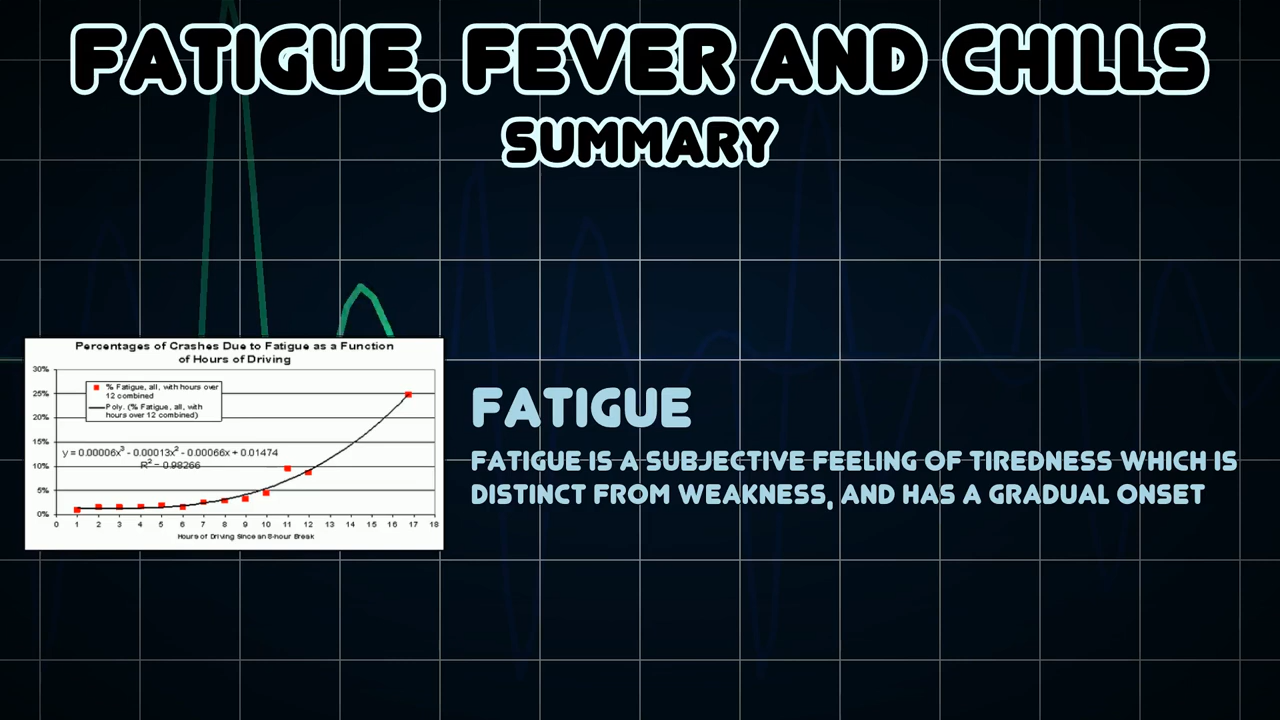 FATIGUE, FEVER AND CHILLS
SUMMARY
Percentages of Crashes Due to Fatigue as a Function
of Hours of Driving
30%
25%
20%
15%
10%
5%
0%
% Fatigue, all, with hours over
12 combined
Poly. (% Fatigue, all, with
hours over 12 combined)
y = 0.00006x³ - 0.00013x² - 0.00066x + 0.01474
R² = 0.98266
0 1 2 3 4 5 6 7 8 9 10 11 12 13 14 15 16 17 18
Hours of Driving Since an 8-hour Break
FATIGUE
FATIGUE IS A SUBJECTIVE FEELING OF TIREDNESS WHICH IS
DISTINCT FROM WEAKNESS, AND HAS A GRADUAL ONSET